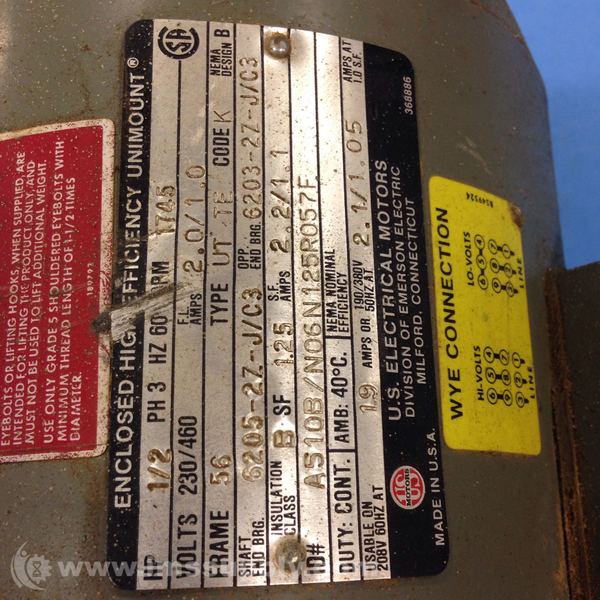 EYEBOLTS OR LIFTING HOOKS, WHEN SUPPLIED, ARE
INTENDED FOR LIFTING THE PRODUCT ONLY, AND
MUST NOT BE USED TO LIFT ADDITIONAL WEIGHT.
USE ONLY GRADE 5 SHOULDERED EYEBOLTS WITH
MINIMUM THREAD LENGTH OF 1-1/2 TIMES
DIAMETER.
ENCLOSED HIGH EFFICIENCY UNIMOUNT®
HP 1/2 PH 3 HZ 60 RPM 1745
VOLTS 230/460 F.L. AMPS 2.0/1.0
FRAME 56 TYPE UT TE CODE K NEMA DESIGN B
SHAFT END BRG. 6205-2Z-J/C3 OPP. END BRG. 6203-2Z-J/C3
INSULATION CLASS B SF 1.25 S.F. AMPS 2.2/1.1
ID# A510B/N06N125R057F G
DUTY: CONT. AMB: 40°C. NEMA NOMINAL EFFICIENCY
USABLE ON 208V 60HZ AT 1.9 AMPS OR 190/380V 50HZ AT 2.1/1.05 AMPS AT 1.0 S.F.
U.S. ELECTRICAL MOTORS
DIVISION OF EMERSON ELECTRIC
MILFORD, CONNECTICUT
MADE IN U.S.A.
368886
US
MOTORS
WYE CONNECTION
HI-VOLTS LO-VOLTS
LINE LINE